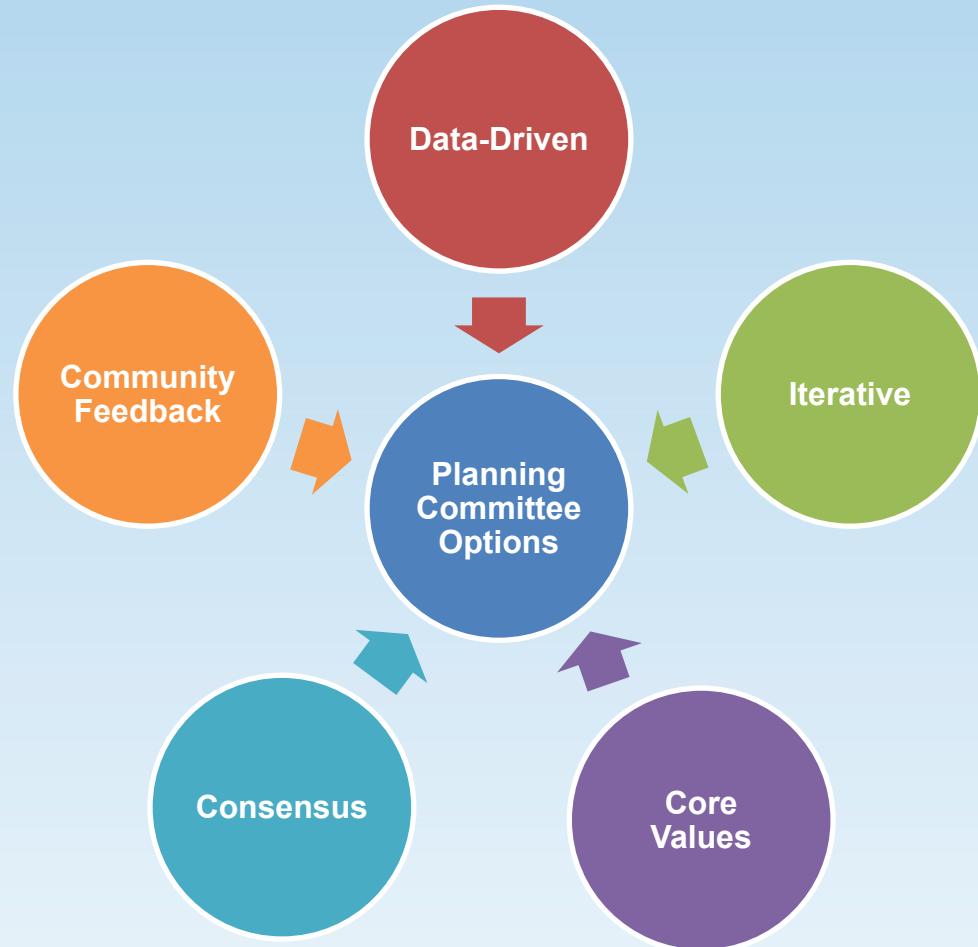 Data-Driven
Community
Feedback
Iterative
Planning
Committee
Options
Consensus
Core
Values